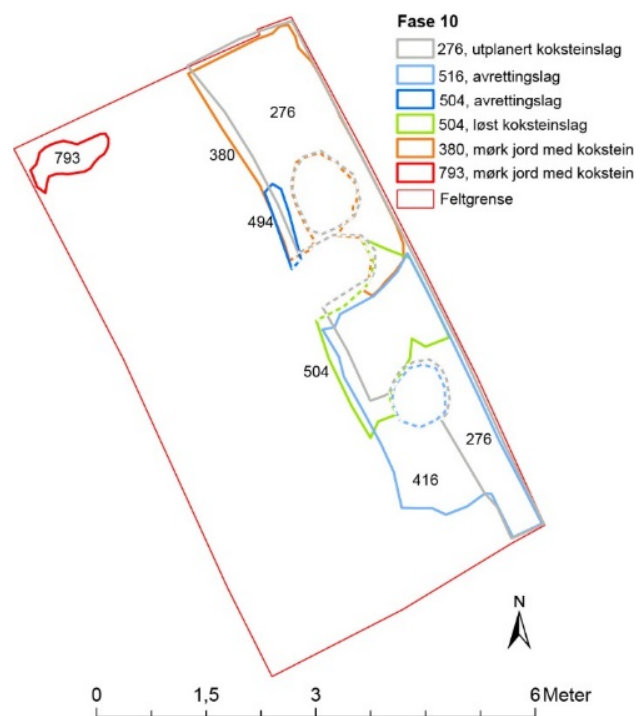 Fase 10
276, utplanert koksteinslag
516, avrettingslag
504, avrettingslag
504, løst koksteinslag
380, mørk jord med kokstein
793, mørk jord med kokstein
Feltgrense
276
793
380
494
504
276
416
N
0 1,5 3 6 Meter